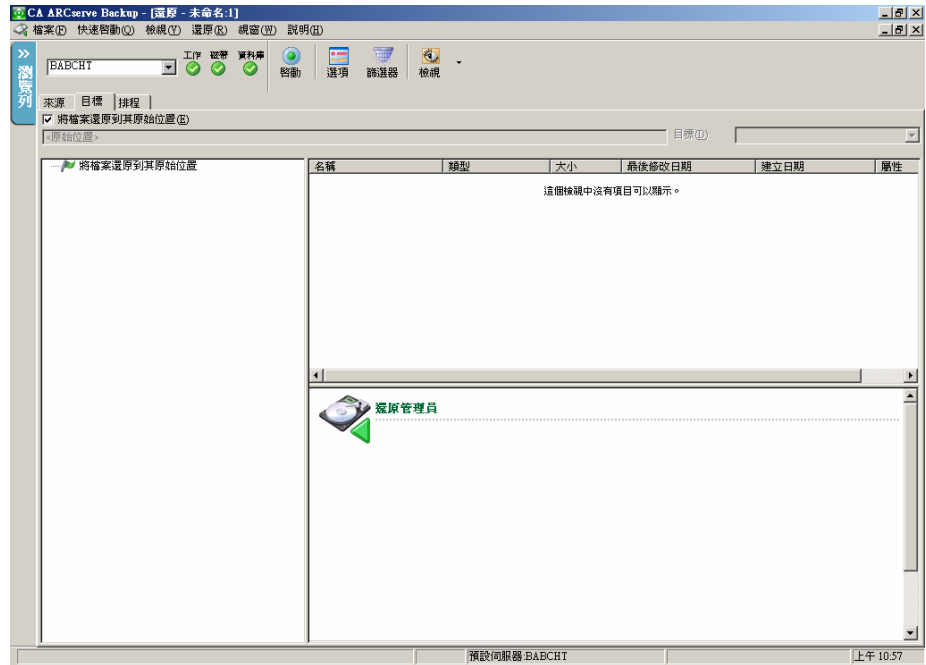 CA ARCserve Backup - [還原 - 未命名:1]
檔案(F) 快速啟動(Q) 檢視(Y) 還原(R) 視窗(W) 說明(H)
瀏覽列
BABCHT 工作 磁帶 資料庫 啟動 選項 篩選器 檢視
來源 目標 排程
將檔案還原到其原始位置(E)
<原始位置> 目標(D):
將檔案還原到其原始位置 名稱 類型 大小 最後修改日期 建立日期 屬性
這個檢視中沒有項目可以顯示。
還原管理員
預設伺服器:BABCHT 上午 10:57